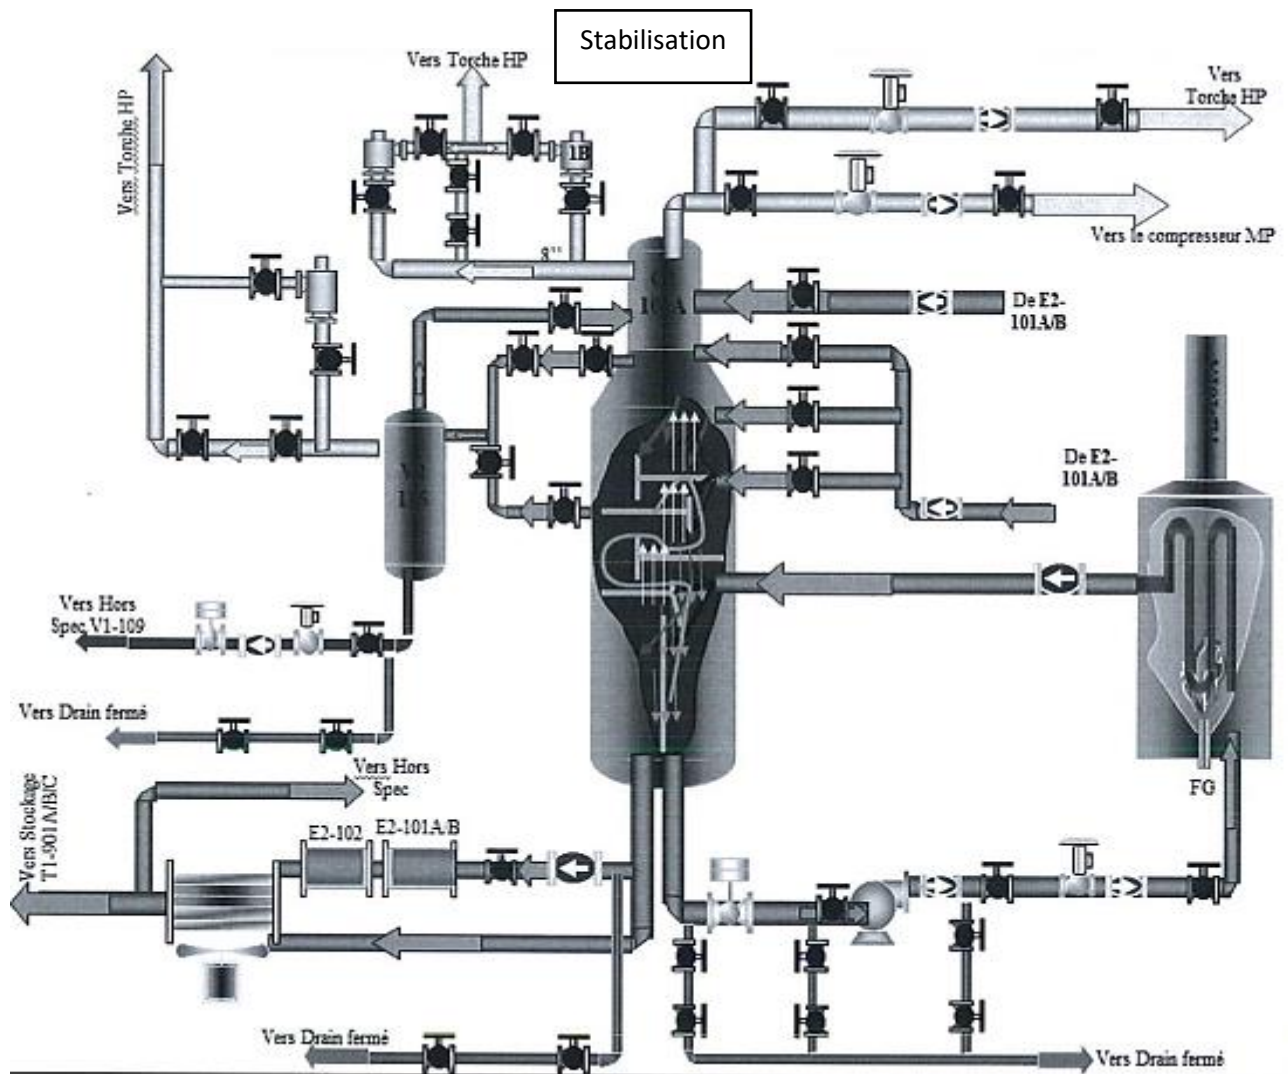 Stabilisation
Vers Torche HP
Vers
Torche HP
Vers Torche HP
1B
8""
Vers le compresseur MP
De E2-
101A/B
De E2-
101A/B
Vers Hors
Spec V1-109
Vers Drain fermé
Vers Hors
Spec
Vers Stockage
T1-901A/B/C
E2-102
E2-101A/B
FG
Vers Drain fermé
Vers Drain fermé